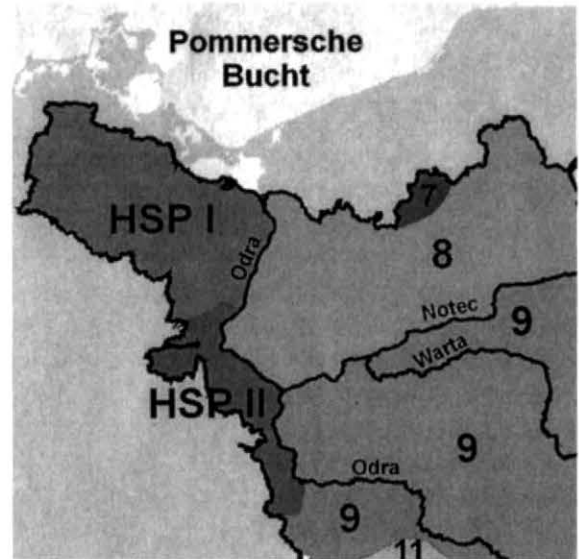 Pommersche
Bucht
7
HSP I
Odra
8
Notec
9
Warta
HSP II
9
Odra
9
11